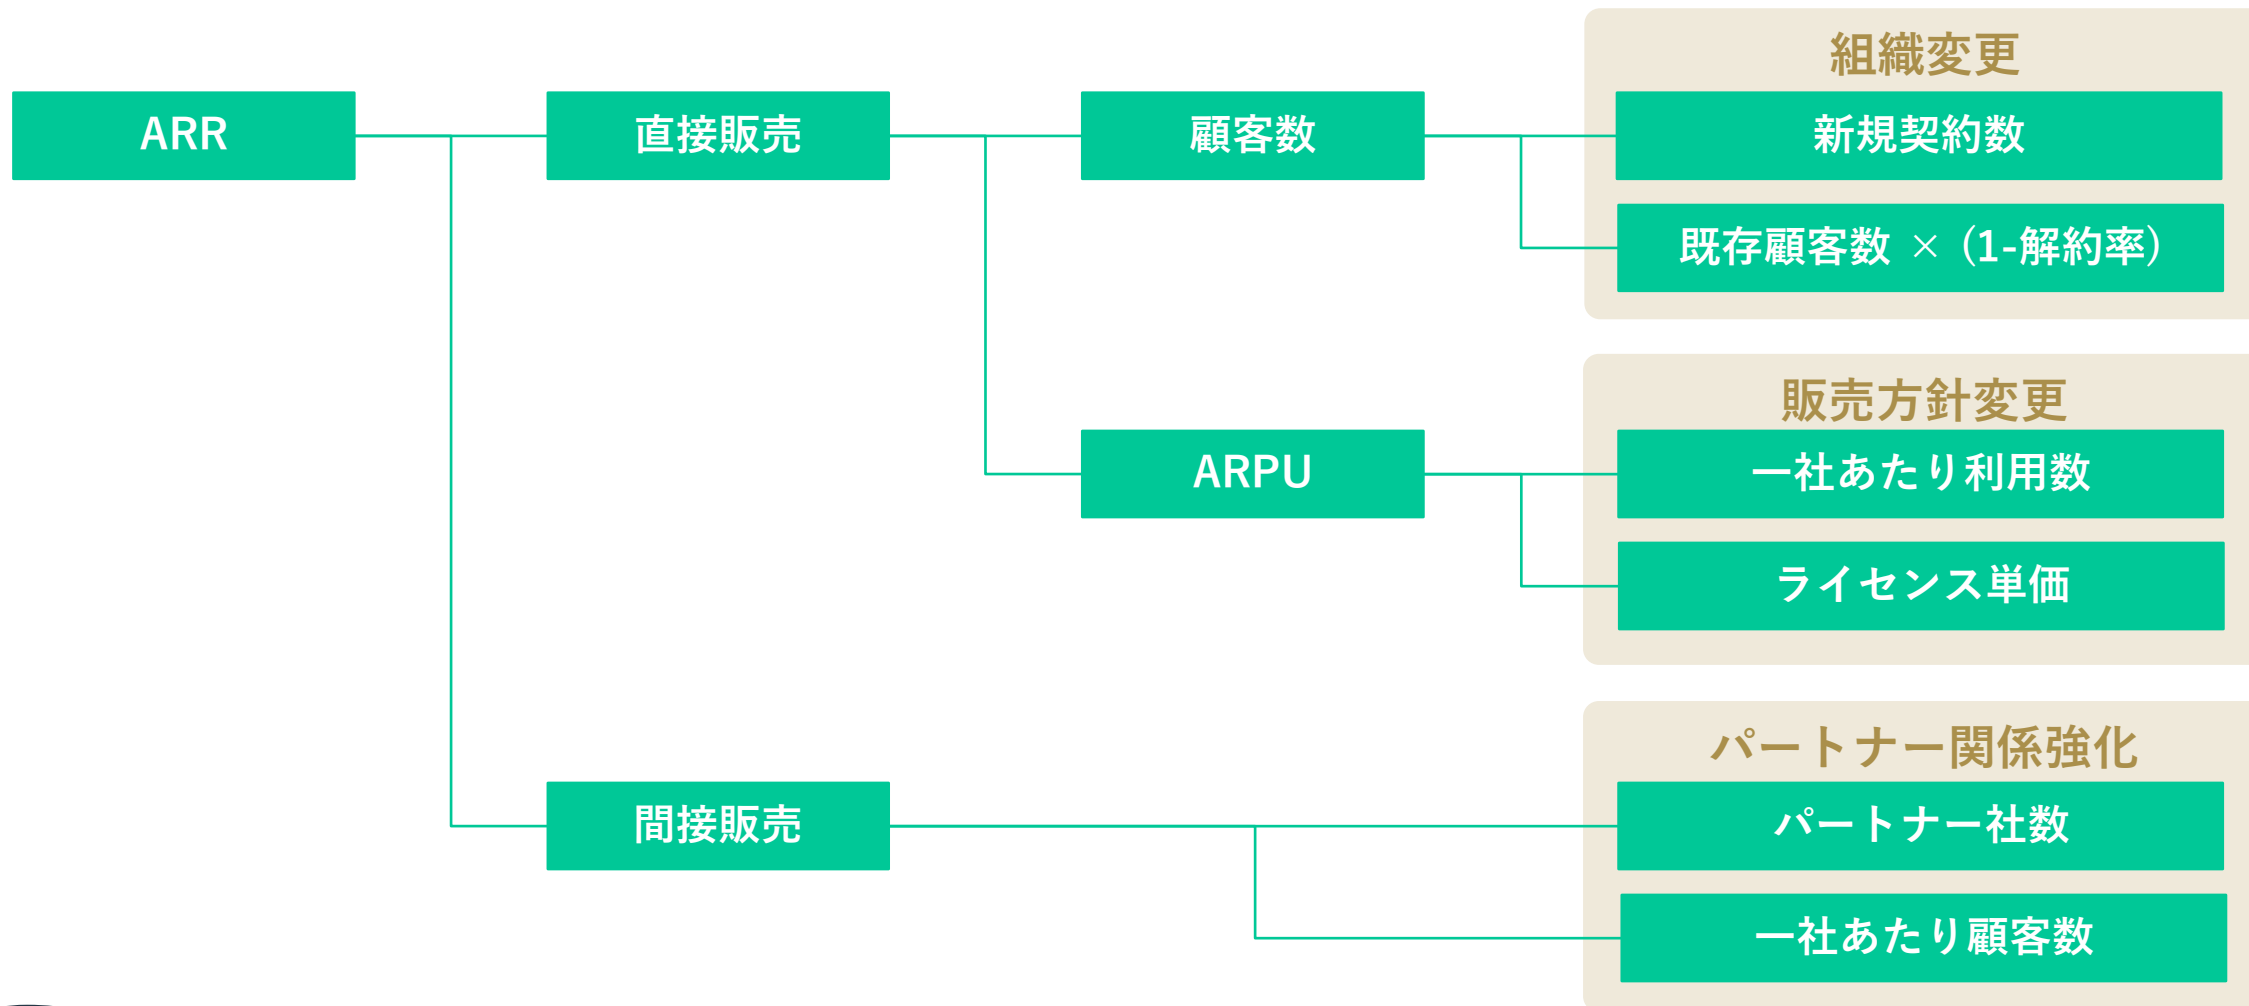 組織変更
ARR
直接販売
顧客数
新規契約数
既存顧客数 × (1-解約率)
販売方針変更
ARPU
一社あたり利用数
ライセンス単価
パートナー関係強化
間接販売
パートナー社数
一社あたり顧客数